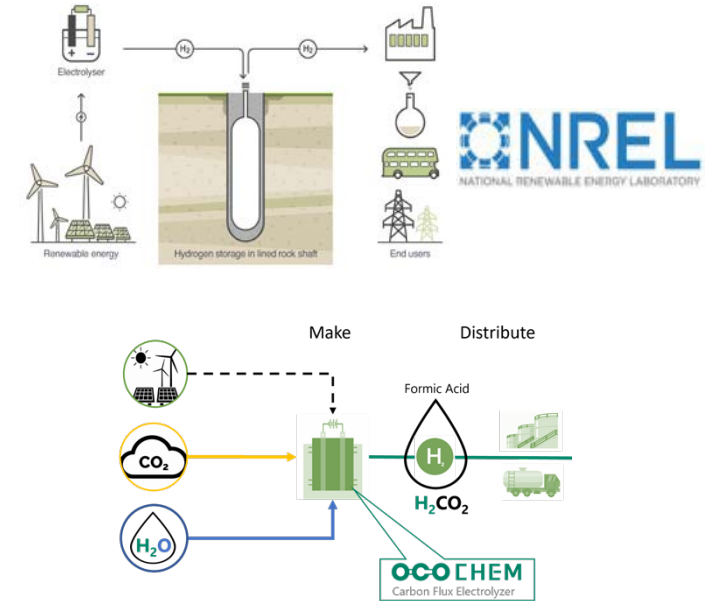 H₂
H₂
+ −
Electrolyser
NREL
NATIONAL RENEWABLE ENERGY LABORATORY
Renewable energy
Hydrogen storage in lined rock shaft
End users
Make
Distribute
Formic Acid
CO₂
H₂
H₂CO₂
H₂O
OCOCHEM
Carbon Flux Electrolyzer